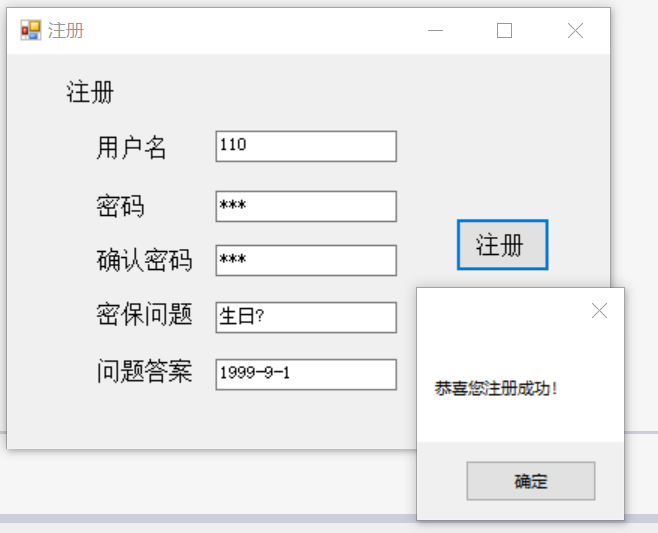 注册
注册
用户名 110
密码 ***
确认密码 ***
注册
密保问题 生日?
问题答案 1999-9-1
恭喜您注册成功!
确定